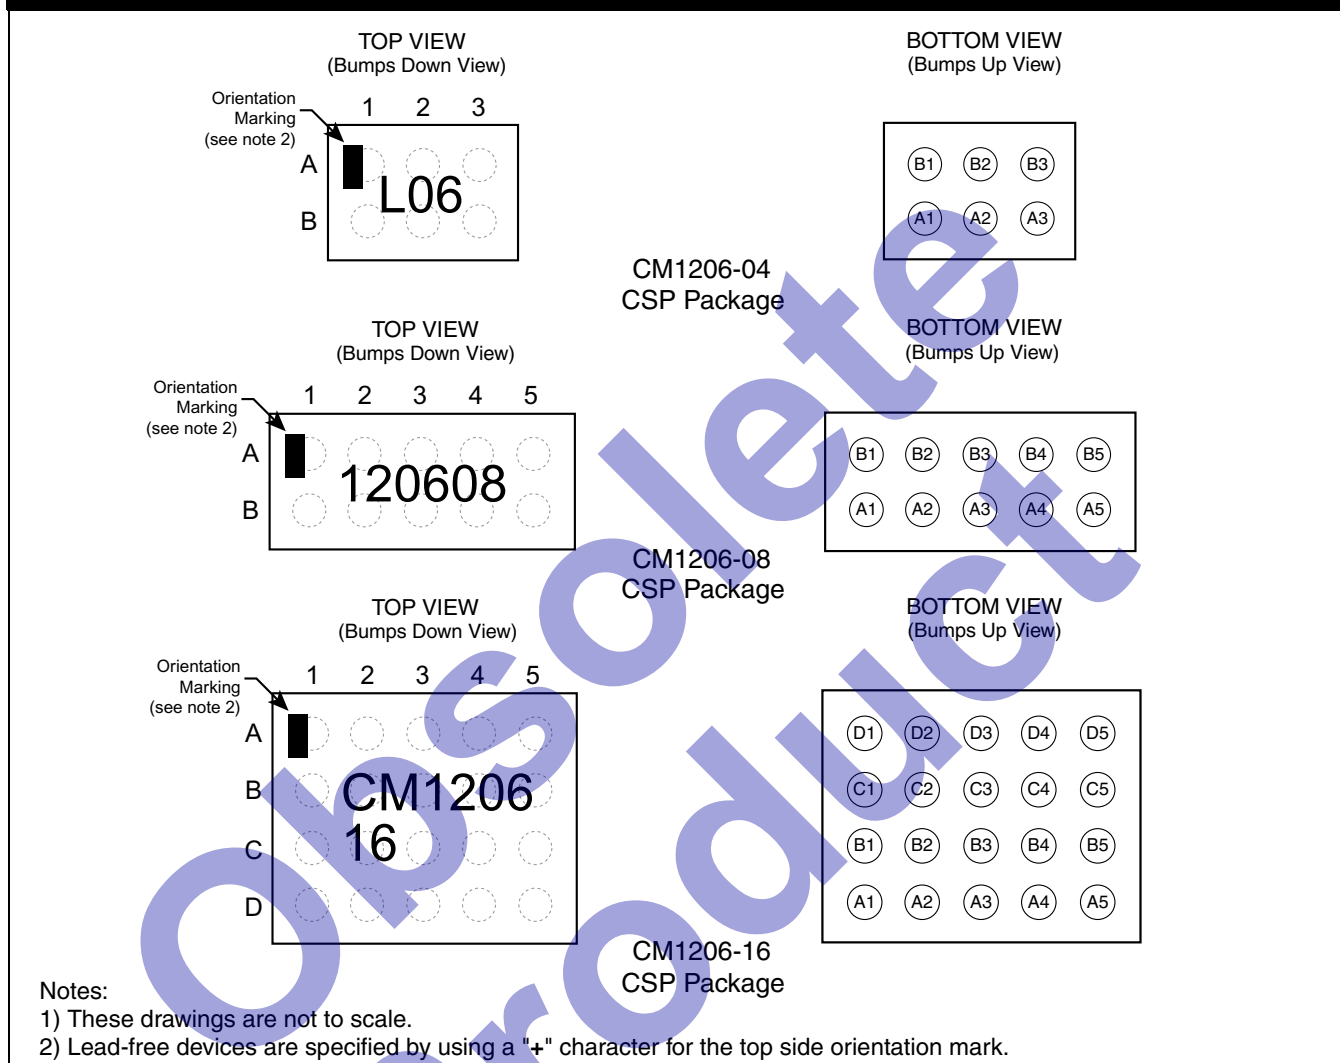 TOP VIEW
(Bumps Down View)
BOTTOM VIEW
(Bumps Up View)
Orientation
Marking
(see note 2)
1 2 3
A
B
L06
B1 B2 B3
A1 A2 A3
CM1206-04
CSP Package
TOP VIEW
(Bumps Down View)
BOTTOM VIEW
(Bumps Up View)
Orientation
Marking
(see note 2)
1 2 3 4 5
A
B
120608
B1 B2 B3 B4 B5
A1 A2 A3 A4 A5
CM1206-08
CSP Package
TOP VIEW
(Bumps Down View)
BOTTOM VIEW
(Bumps Up View)
Orientation
Marking
(see note 2)
1 2 3 4 5
A
B
C
D
CM1206
16
D1 D2 D3 D4 D5
C1 C2 C3 C4 C5
B1 B2 B3 B4 B5
A1 A2 A3 A4 A5
CM1206-16
CSP Package
Notes:
1) These drawings are not to scale.
2) Lead-free devices are specified by using a "+" character for the top side orientation mark.
Obsolete
roduct